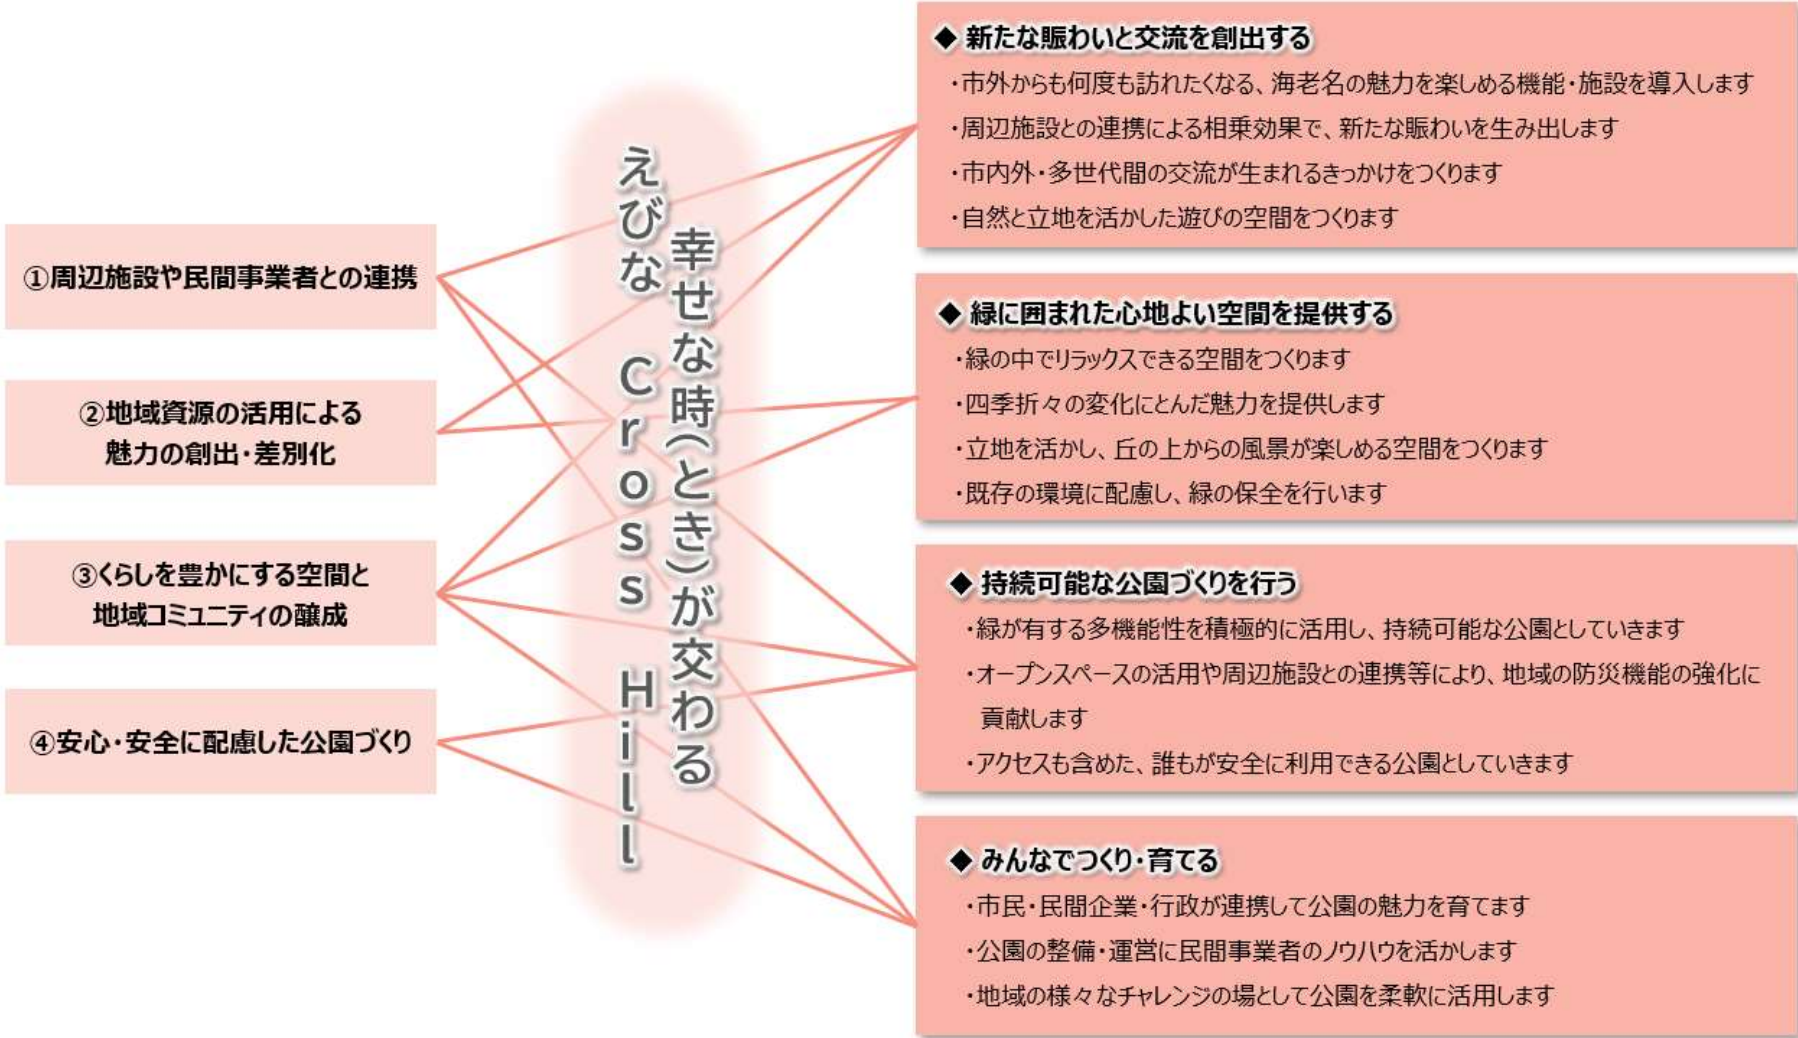 ①周辺施設や民間事業者との連携
②地域資源の活用による
魅力の創出・差別化
③くらしを豊かにする空間と
地域コミュニティの醸成
④安心・安全に配慮した公園づくり
幸せな時(とき)が交わる
えびな Cross Hill
◆ 新たな賑わいと交流を創出する
・市外からも何度も訪れたくなる、海老名の魅力を楽しめる機能・施設を導入します
・周辺施設との連携による相乗効果で、新たな賑わいを生み出します
・市内外・多世代間の交流が生まれるきっかけをつくります
・自然と立地を活かした遊びの空間をつくります
◆ 緑に囲まれた心地よい空間を提供する
・緑の中でリラックスできる空間をつくります
・四季折々の変化にとんだ魅力を提供します
・立地を活かし、丘の上からの風景が楽しめる空間をつくります
・既存の環境に配慮し、緑の保全を行います
◆ 持続可能な公園づくりを行う
・緑が有する多機能性を積極的に活用し、持続可能な公園としていきます
・オープンスペースの活用や周辺施設との連携等により、地域の防災機能の強化に
貢献します
・アクセスも含めた、誰もが安全に利用できる公園としていきます
◆ みんなでつくり・育てる
・市民・民間企業・行政が連携して公園の魅力を育てます
・公園の整備・運営に民間事業者のノウハウを活かします
・地域の様々なチャレンジの場として公園を柔軟に活用します